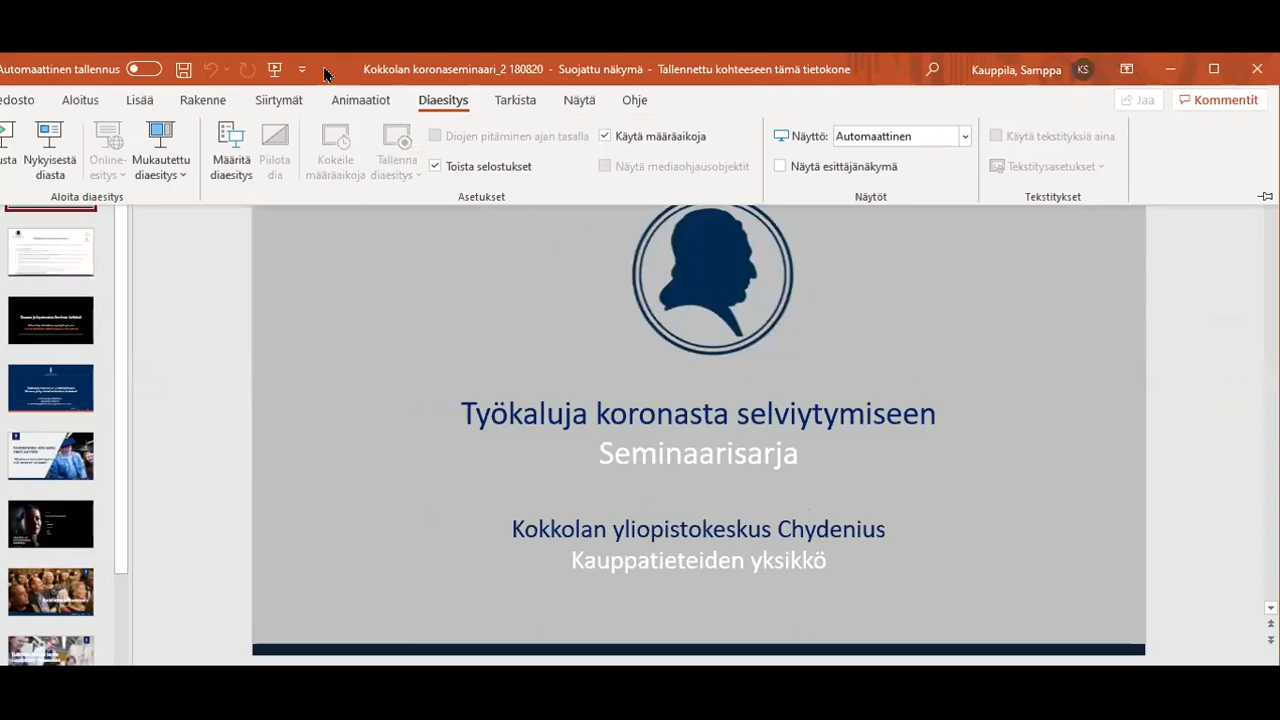 Automaattinen tallennus
Kokkolan koronaseminaari_2 180820 - Suojattu näkymä - Tallennettu kohteeseen tämä tietokone
Kauppila, Samppa KS
edosto Aloitus Lisää Rakenne Siirtymät Animaatiot Diaesitys Tarkista Näytä Ohje
Jaa Kommentit
usta
Nykyisestä
diasta
Online-
esitys
Mukautettu
diaesitys
Aloita diaesitys
Määritä
diaesitys
Piilota
dia
Kokeile
määräaikoja
Tallenna
diaesitys
Diojen pitäminen ajan tasalla
Toista selostukset
Käytä määräaikoja
Näytä mediaohjausobjektit
Asetukset
Näyttö: Automaattinen
Näytä esittäjänäkymä
Näytöt
Käytä tekstityksiä aina
Tekstitysasetukset
Tekstitykset
Työkaluja koronasta selviytymiseen
Seminaarisarja
Kokkolan yliopistokeskus Chydenius
Kauppatieteiden yksikkö